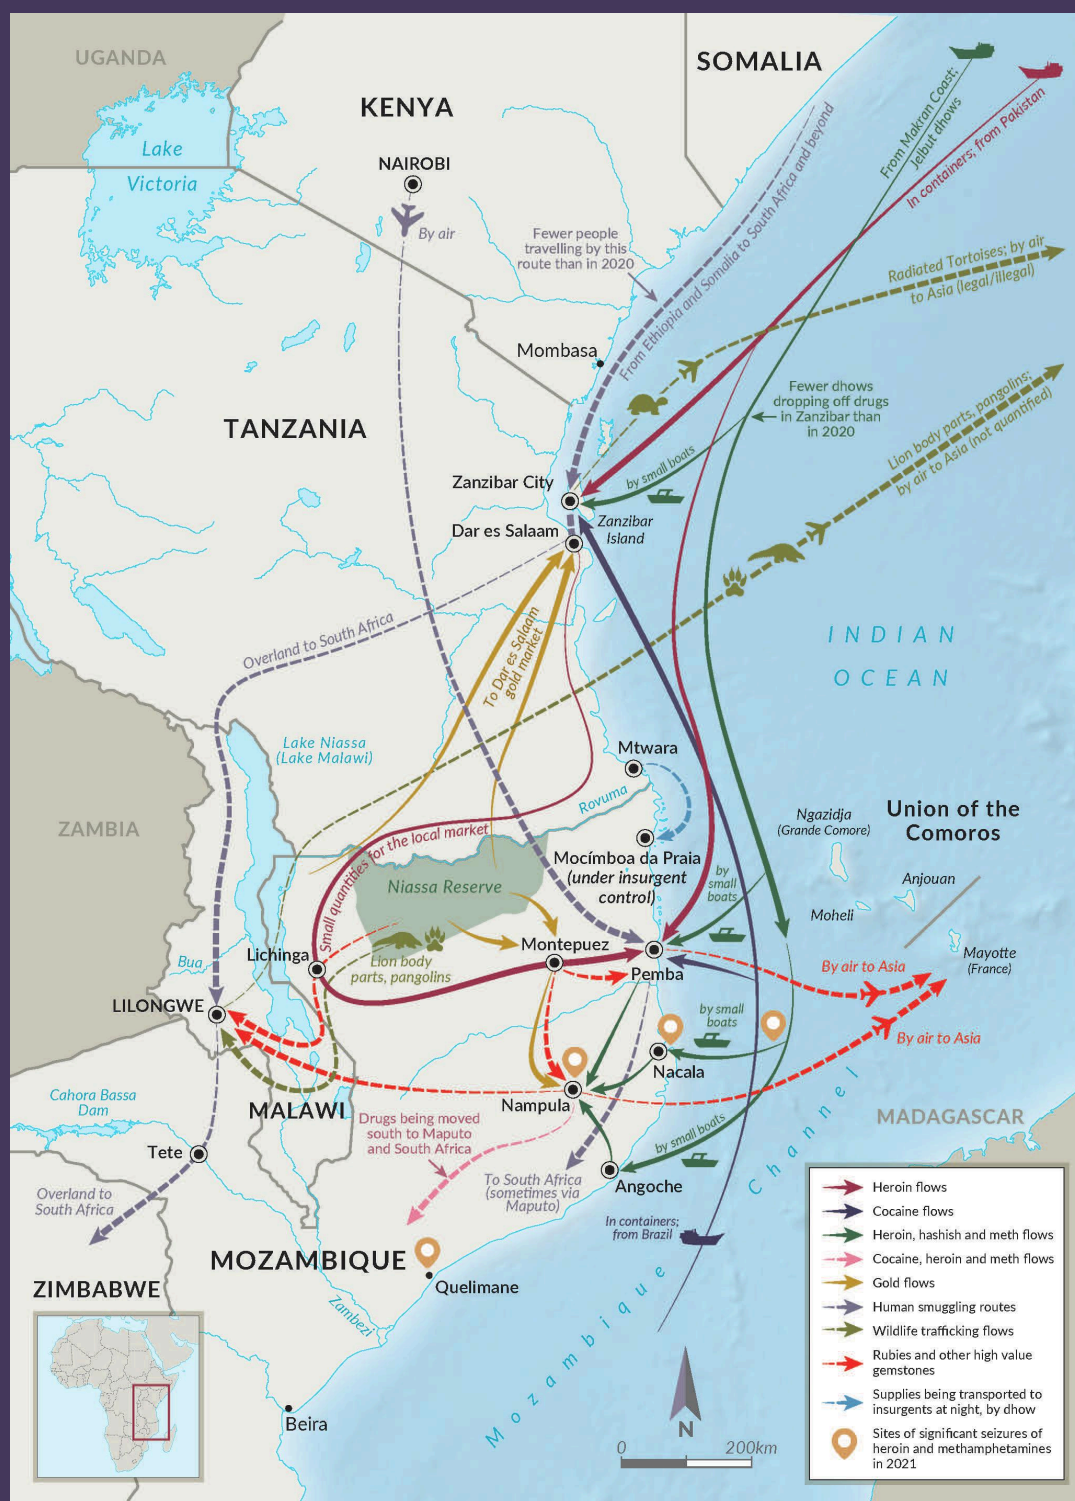 UGANDA
SOMALIA
KENYA
Lake
Victoria
NAIROBI
By air
From Makran Coast;
Jelbut dhows
In containers; from Pakistan
Fewer people
travelling by this
route than in 2020
From Ethiopia and Somalia to South Africa and beyond
Radiated Tortoises; by air
to Asia (legal/illegal)
Mombasa
Fewer dhows
dropping off drugs
in Zanzibar than
in 2020
Lion body parts, pangolins;
by air to Asia (not quantified)
TANZANIA
by small boats
Zanzibar City
Zanzibar
Island
Dar es Salaam
Overland to South Africa
To Dar es Salaam
gold market
INDIAN
OCEAN
Lake Niassa
(Lake Malawi)
Mtwara
Rovuma
ZAMBIA
Small quantities for the local market
Mocímboa da Praia
(under insurgent
control)
Ngazidja
(Grande Comore)
Union of the
Comoros
by
small
boats
Anjouan
Moheli
Mayotte
(France)
Niassa Reserve
Lichinga
Lion body
parts, pangolins
Montepuez
Pemba
By air to Asia
Bua
LILONGWE
by small
boats
By air to Asia
Nacala
Cahora Bassa
Dam
MALAWI
Nampula
Drugs being moved
south to Maputo
and South Africa
MADAGASCAR
by small boats
Tete
Angoche
To South Africa
(sometimes via
Maputo)
Overland to
South Africa
In containers;
from Brazil
MOZAMBIQUE
Quelimane
ZIMBABWE
Zambezi
Mozambique Channel
Beira
N
0 200km
Heroin flows
Cocaine flows
Heroin, hashish and meth flows
Cocaine, heroin and meth flows
Gold flows
Human smuggling routes
Wildlife trafficking flows
Rubies and other high value
gemstones
Supplies being transported to
insurgents at night, by dhow
Sites of significant seizures of
heroin and methamphetamines
in 2021